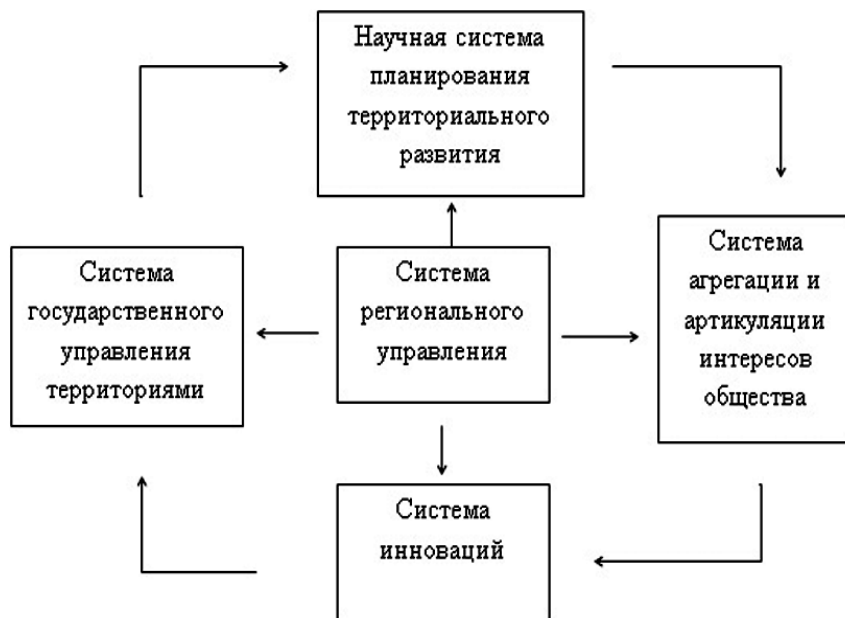 Научная система
планирования
территориального
развития
Система
государственного
управления
территориями
Система
регионального
управления
Система
агрегации и
артикуляции
интересов
общества
Система
инноваций